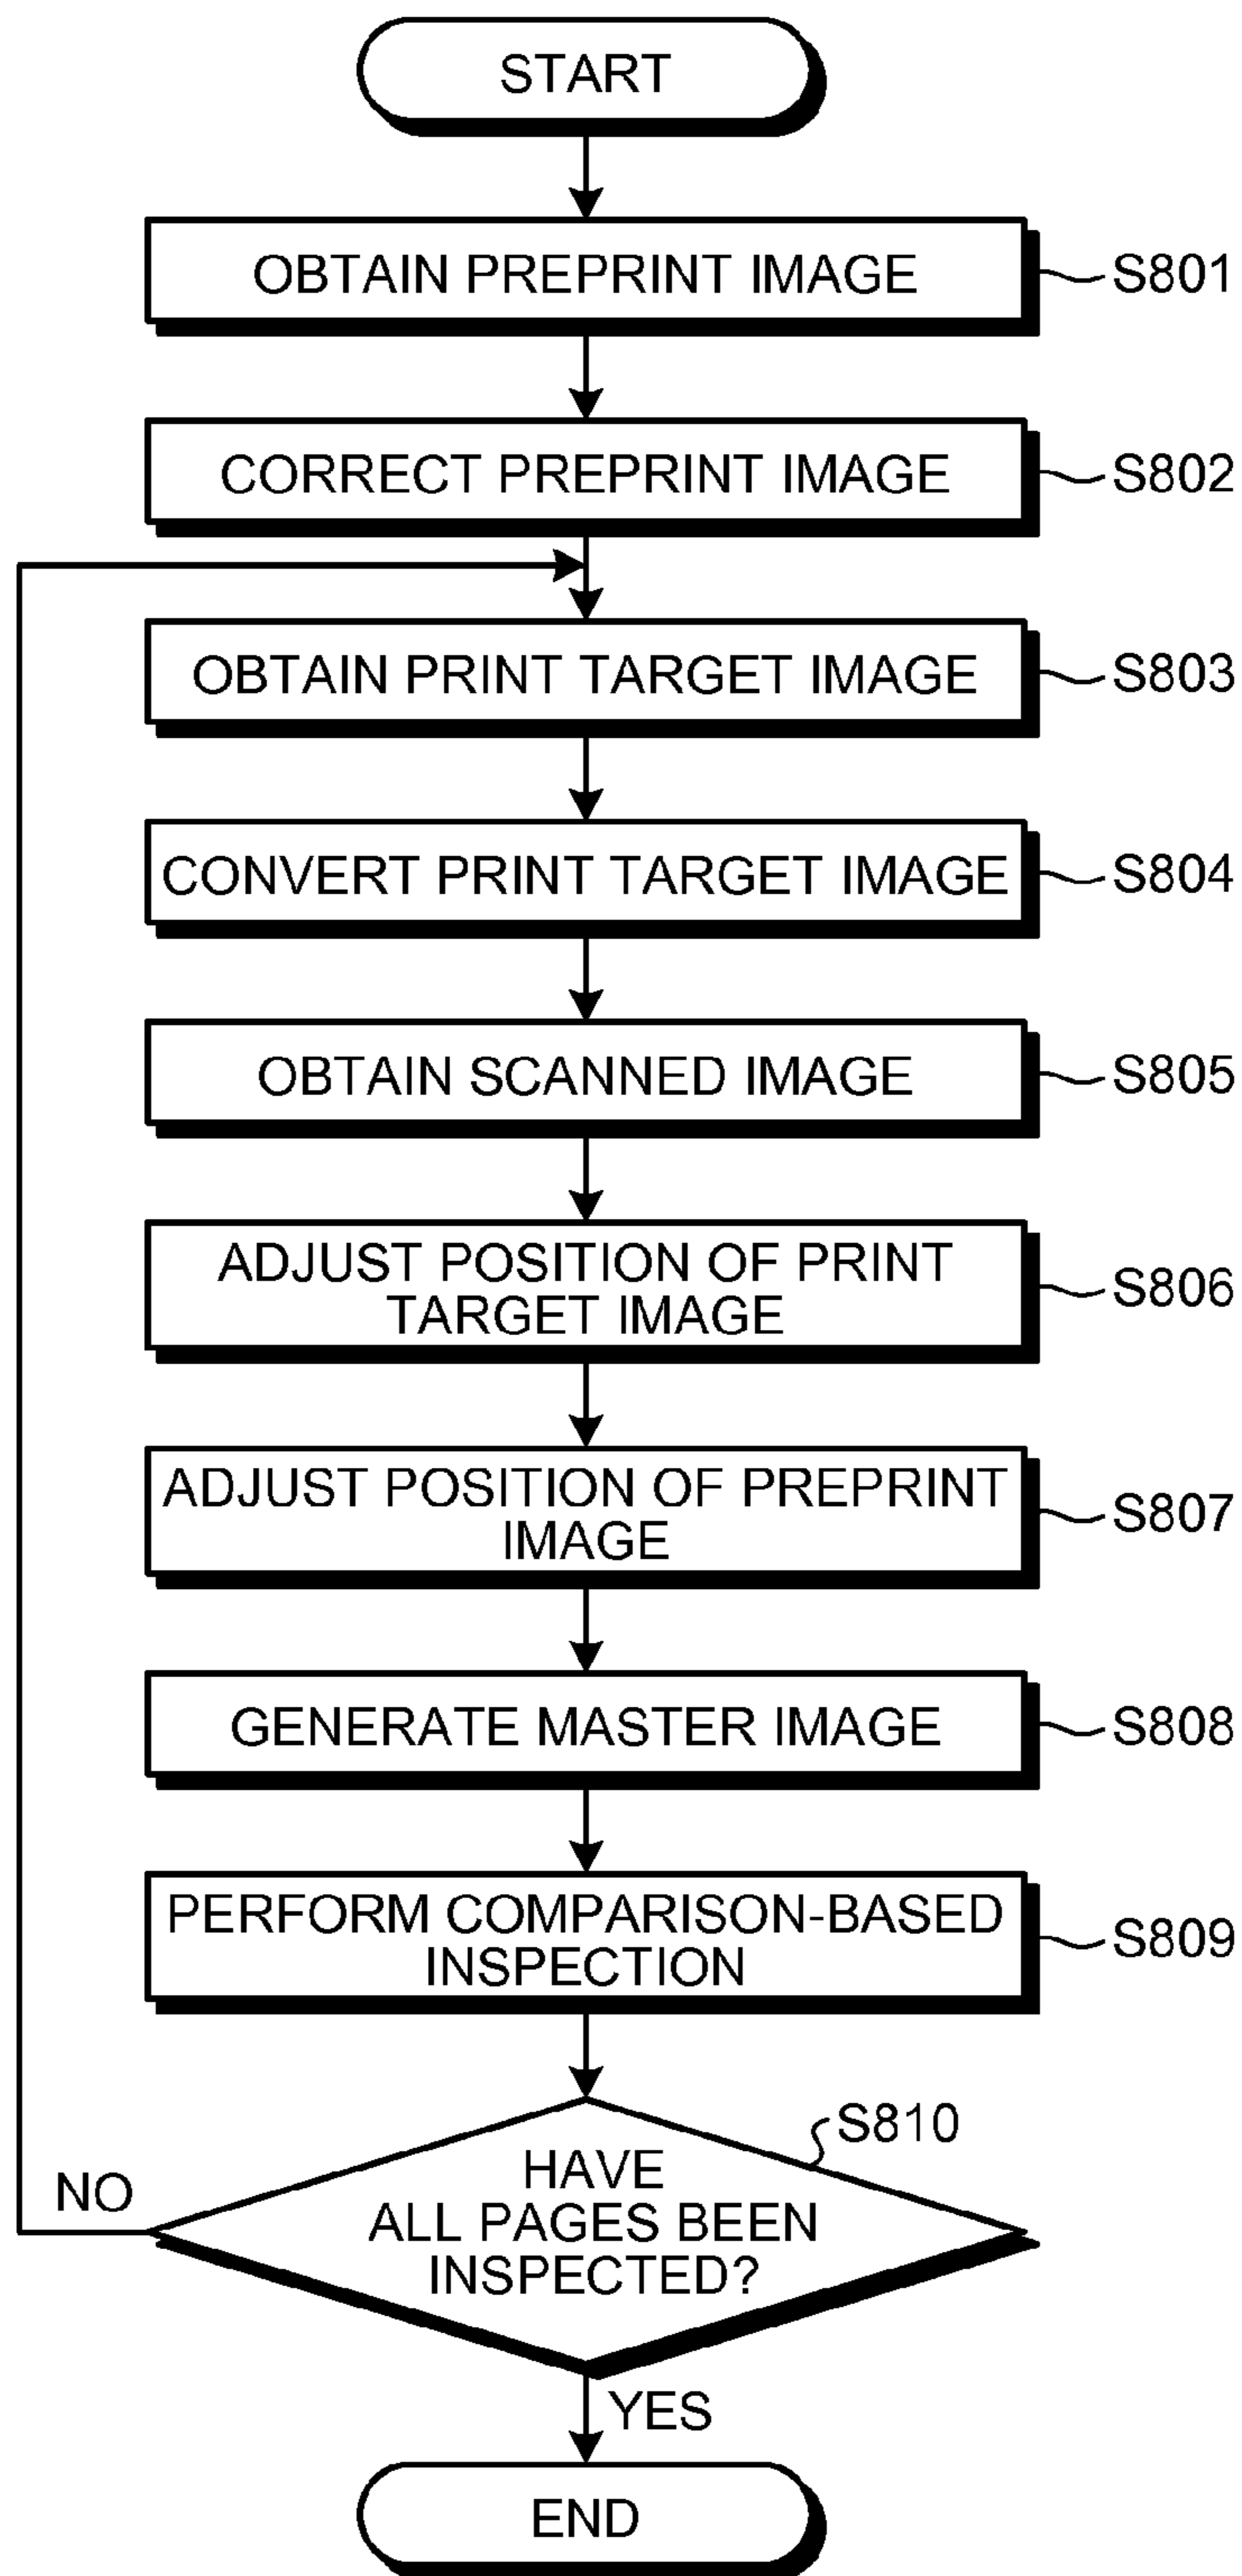 START
OBTAIN PREPRINT IMAGE
S801
CORRECT PREPRINT IMAGE
S802
OBTAIN PRINT TARGET IMAGE
S803
CONVERT PRINT TARGET IMAGE
S804
OBTAIN SCANNED IMAGE
S805
ADJUST POSITION OF PRINT
TARGET IMAGE
S806
ADJUST POSITION OF PREPRINT
IMAGE
S807
GENERATE MASTER IMAGE
S808
PERFORM COMPARISON-BASED
INSPECTION
S809
S810
HAVE
ALL PAGES BEEN
INSPECTED?
NO
YES
END